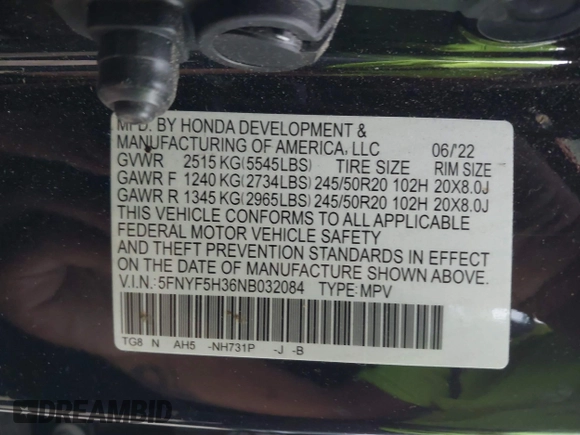 MFD. BY HONDA DEVELOPMENT &
MANUFACTURING OF AMERICA, LLC 06/'22
GVWR 2515 KG(5545LBS) TIRE SIZE RIM SIZE
GAWR F 1240 KG(2734LBS) 245/50R20 102H 20X8.0J
GAWR R 1345 KG(2965LBS) 245/50R20 102H 20X8.0J
THIS VEHICLE CONFORMS TO ALL APPLICABLE
FEDERAL MOTOR VEHICLE SAFETY
AND THEFT PREVENTION STANDARDS IN EFFECT
ON THE DATE OF MANUFACTURE SHOWN ABOVE.
V.I.N.:5FNYF5H36NB032084 TYPE:MPV
TG8 N AH5 -NH731P -J -B
DREAMBID